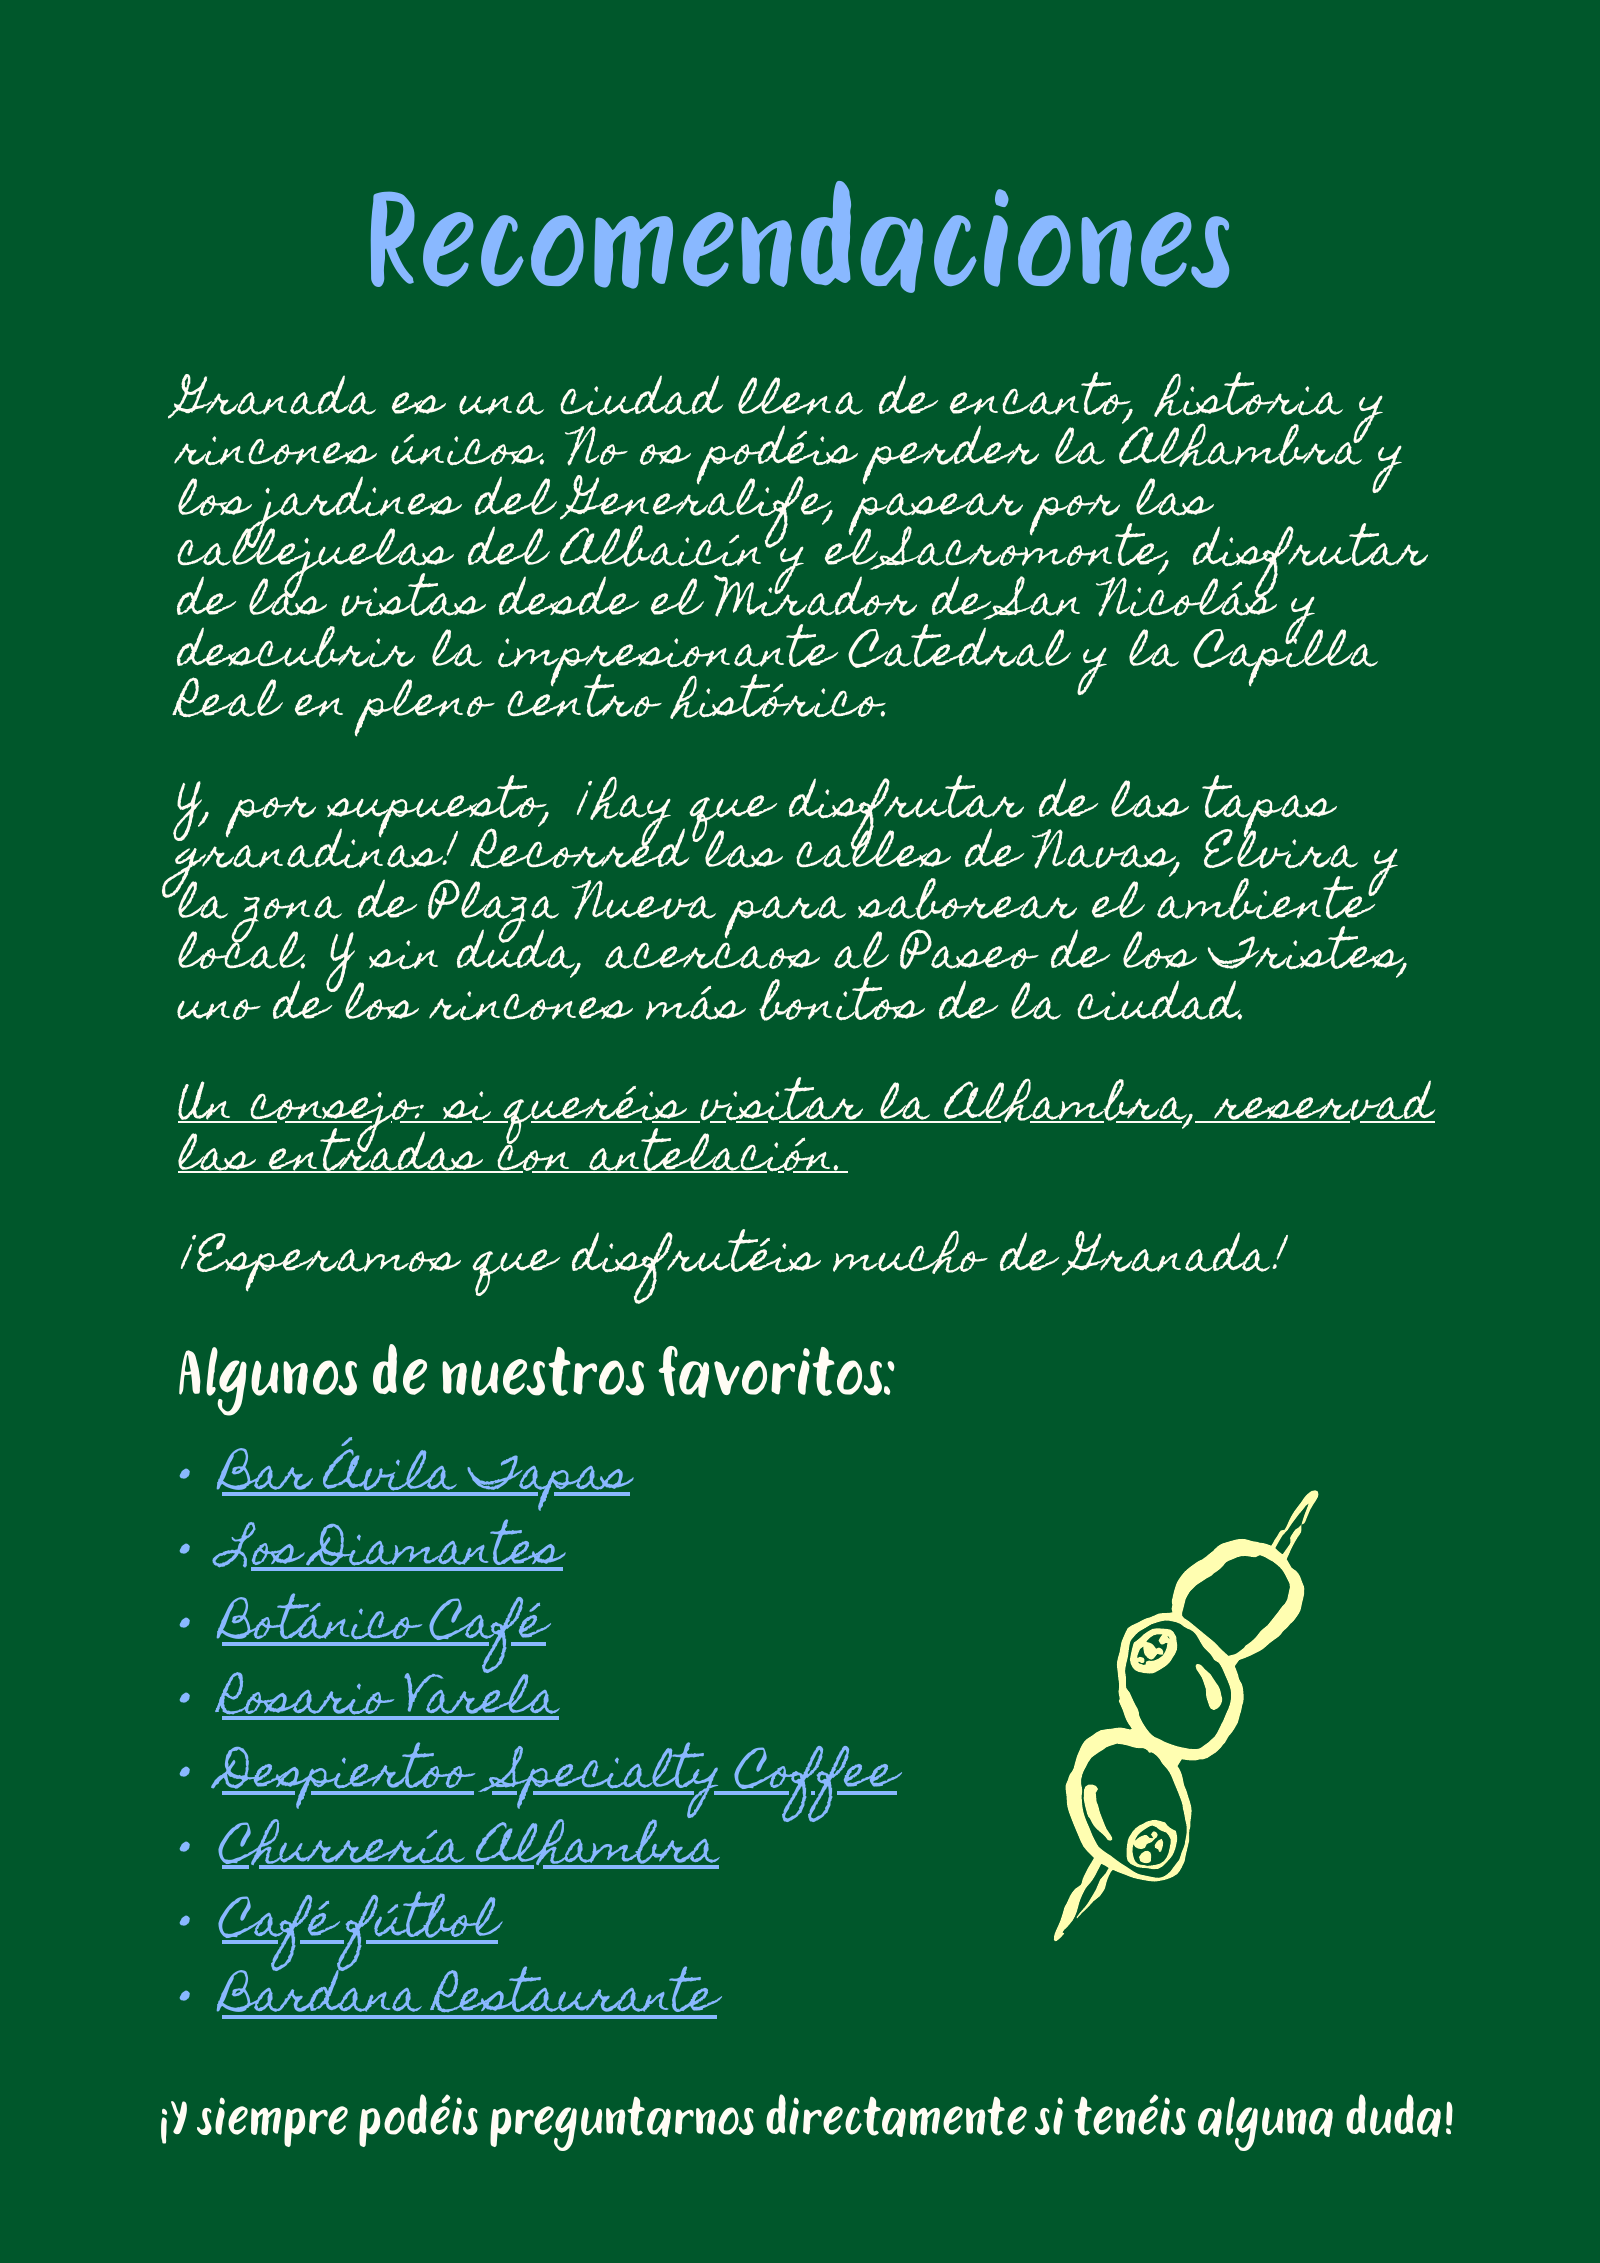 Recomendaciones
Granada es una ciudad llena de encanto, historia y
rincones únicos. No os podéis perder la Alhambra y
los jardines del Generalife, pasear por las
callejuelas del Albaicín y el Sacromonte, disfrutar
de las vistas desde el Mirador de San Nicolás y
descubrir la impresionante Catedral y la Capilla
Real en pleno centro histórico.
Y, por supuesto, ¡hay que disfrutar de las tapas
granadinas! Recorred las calles de Navas, Elvira y
la zona de Plaza Nueva para saborear el ambiente
local. Y sin duda, acercaos al Paseo de los Tristes,
uno de los rincones más bonitos de la ciudad.
Un consejo: si queréis visitar la Alhambra, reservad
las entradas con antelación.
¡Esperamos que disfrutéis mucho de Granada!
Algunos de nuestros favoritos:
• Bar Ávila Tapas
• Los Diamantes
• Botánico Café
• Rosario Varela
• Despiertoo Specialty Coffee
• Churrería Alhambra
• Café fútbol
• Bardana Restaurante
¡Y siempre podéis preguntarnos directamente si tenéis alguna duda!